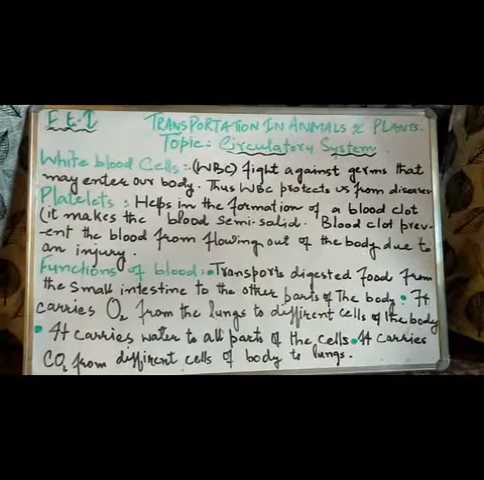 F.E.I
TRANSPORTATION IN ANIMALS & PLANTS.
Topic:- Circulatory System
White blood Cells:- (WBC) fight against germs that
may enter our body. Thus WBC protects us from diseases
Platelets: Heps in the formation of a blood clot
(it makes the blood semi-solid. Blood clot prev-
ent the blood from flowing out of the body due to
an injury.
Functions of blood:• Transports digested food from
the small intestine to the other parts of The body • It
carries O2 from the lungs to diffirent cells of the body
• It carries water to all parts of the cells • It carries
CO2 from diffirent cells of body to lungs.